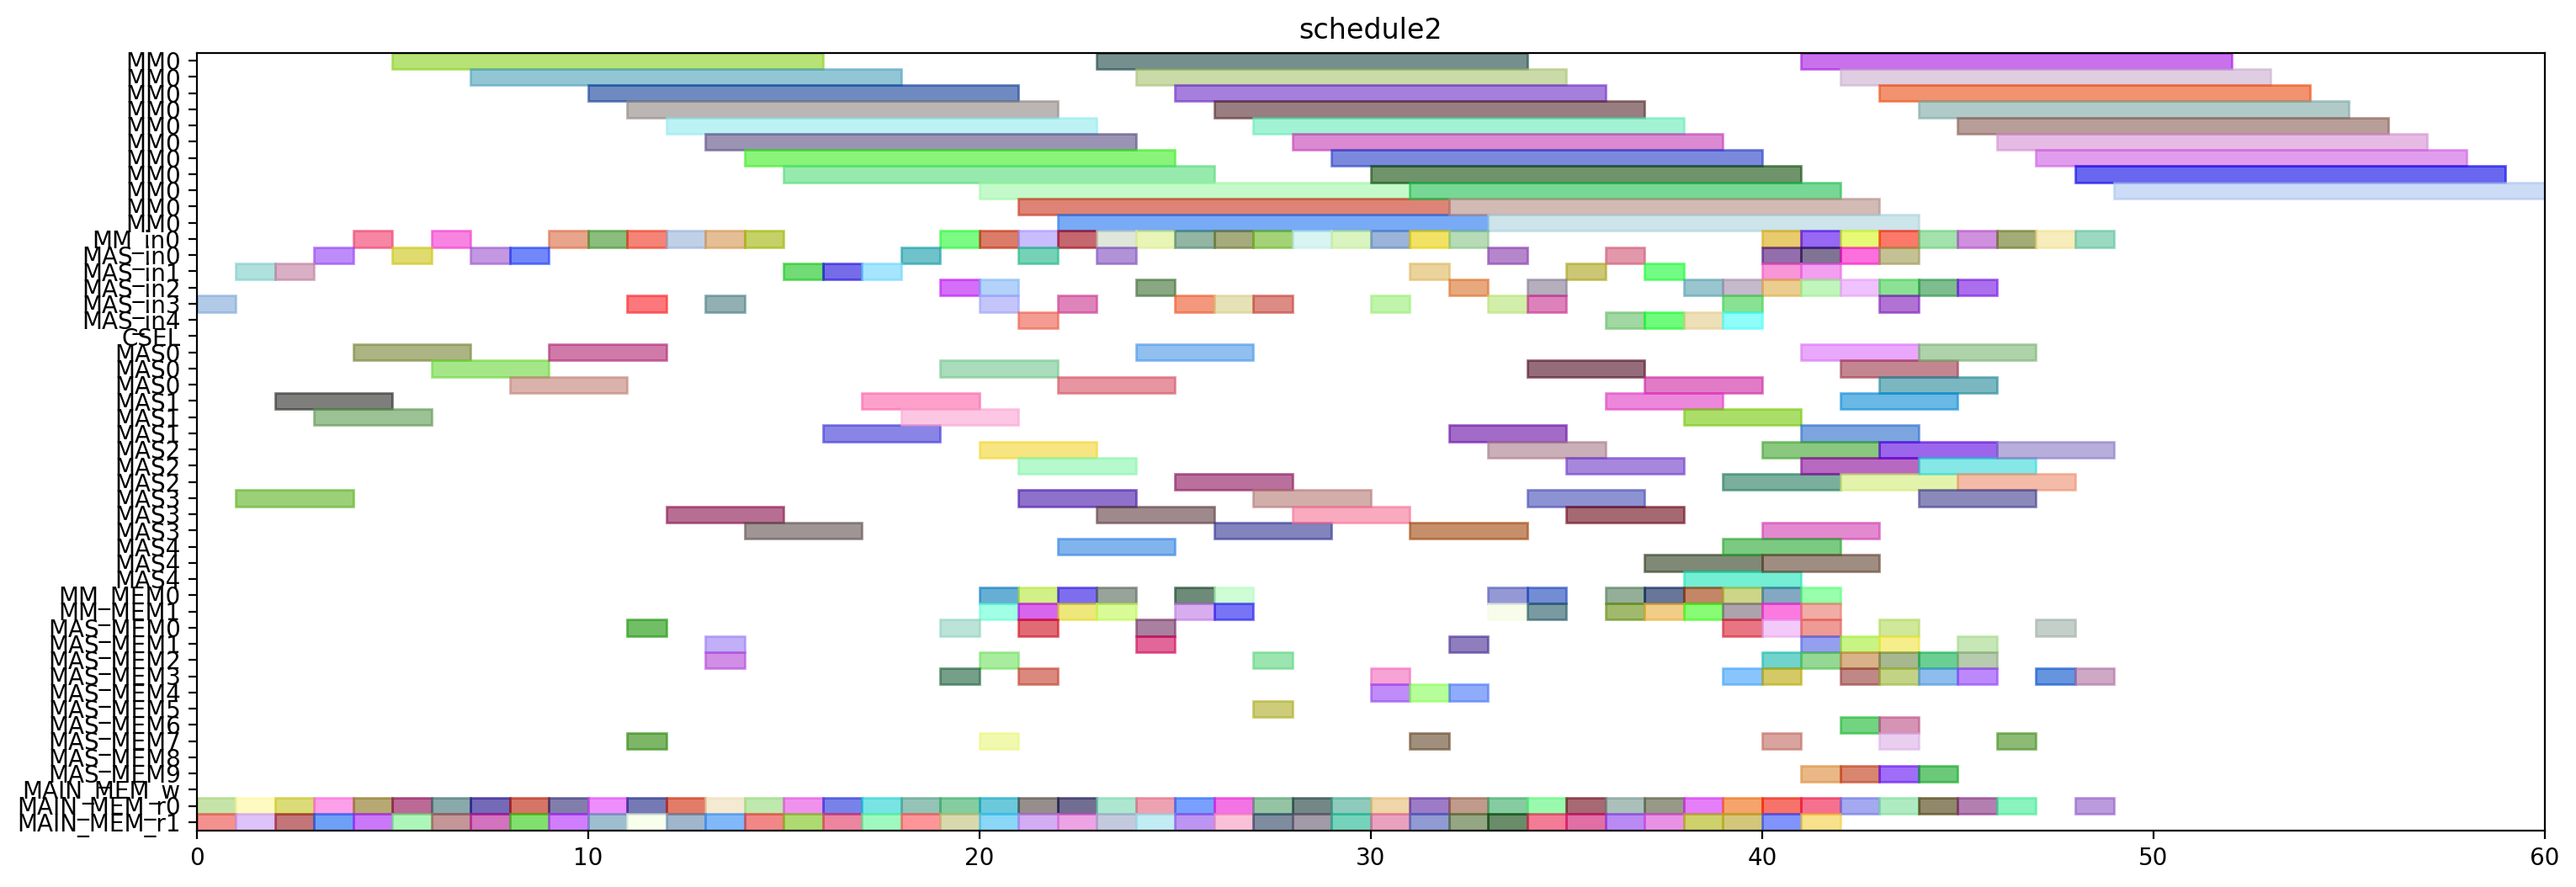 schedule2
MM0
MM0
MM0
MM0
MM0
MM0
MM0
MM0
MM0
MM0
MM0
MM_in0
MAS_in0
MAS_in1
MAS_in2
MAS_in3
MAS_in4
CSEL
MAS0
MAS0
MAS0
MAS1
MAS1
MAS1
MAS2
MAS2
MAS2
MAS3
MAS3
MAS3
MAS4
MAS4
MAS4
MM_MEM0
MM_MEM1
MAS_MEM0
MAS_MEM1
MAS_MEM2
MAS_MEM3
MAS_MEM4
MAS_MEM5
MAS_MEM6
MAS_MEM7
MAS_MEM8
MAS_MEM9
MAIN_MEM_w
MAIN_MEM_r0
MAIN_MEM_r1
0 10 20 30 40 50 60